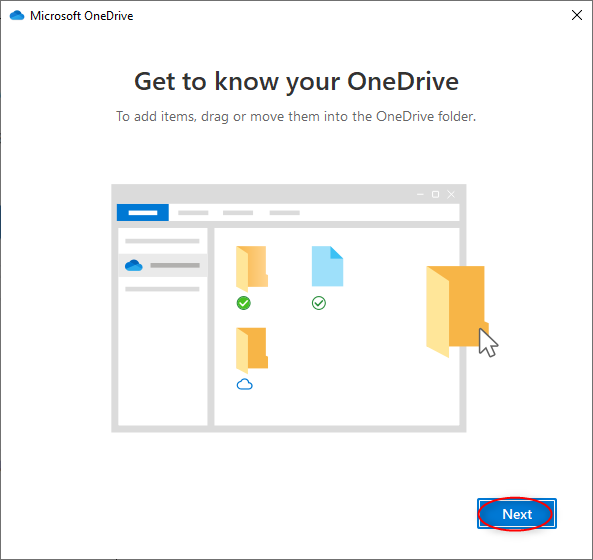 Microsoft OneDrive
Get to know your OneDrive
To add items, drag or move them into the OneDrive folder.
Next